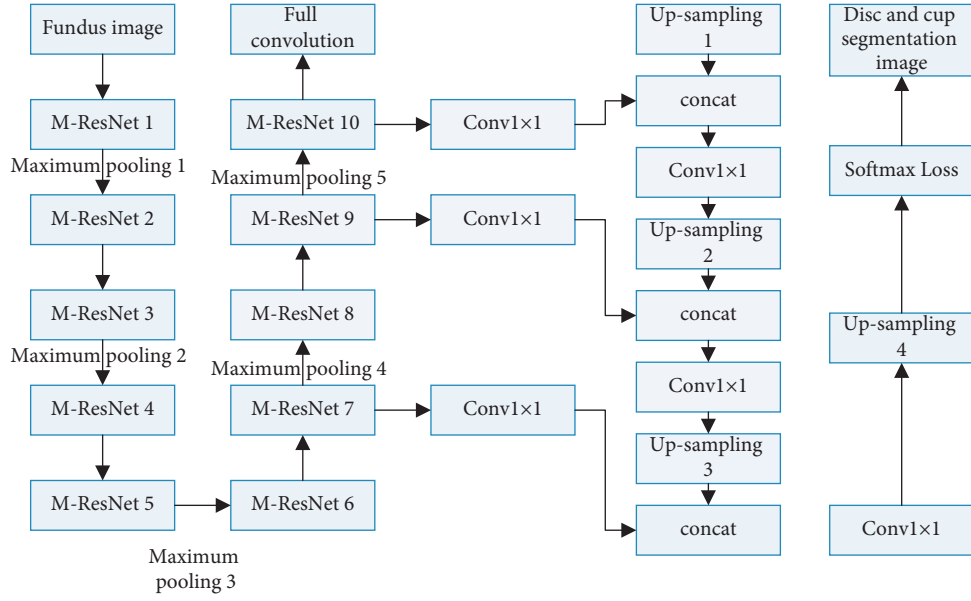 Fundus image
M-ResNet 1
Maximum pooling 1
M-ResNet 2
M-ResNet 3
Maximum pooling 2
M-ResNet 4
M-ResNet 5
Maximum
pooling 3
Full
convolution
M-ResNet 10
Maximum pooling 5
M-ResNet 9
M-ResNet 8
Maximum pooling 4
M-ResNet 7
M-ResNet 6
Conv1×1
Conv1×1
Conv1×1
Up-sampling
1
concat
Conv1×1
Up-sampling
2
concat
Conv1×1
Up-sampling
3
concat
Disc and cup
segmentation
image
Softmax Loss
Up-sampling
4
Conv1×1